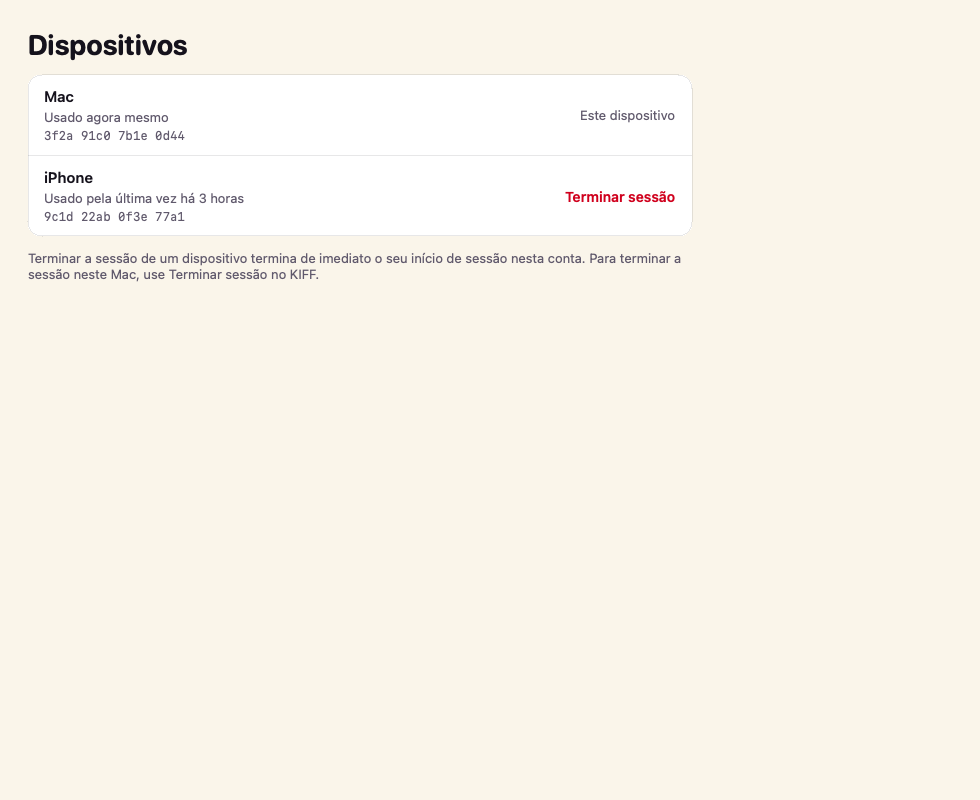 Dispositivos
Mac
Usado agora mesmo
3f2a 91c0 7b1e 0d44
Este dispositivo
iPhone
Usado pela última vez há 3 horas
9c1d 22ab 0f3e 77a1
Terminar sessão
Terminar a sessão de um dispositivo termina de imediato o seu início de sessão nesta conta. Para terminar a
sessão neste Mac, use Terminar sessão no KIFF.